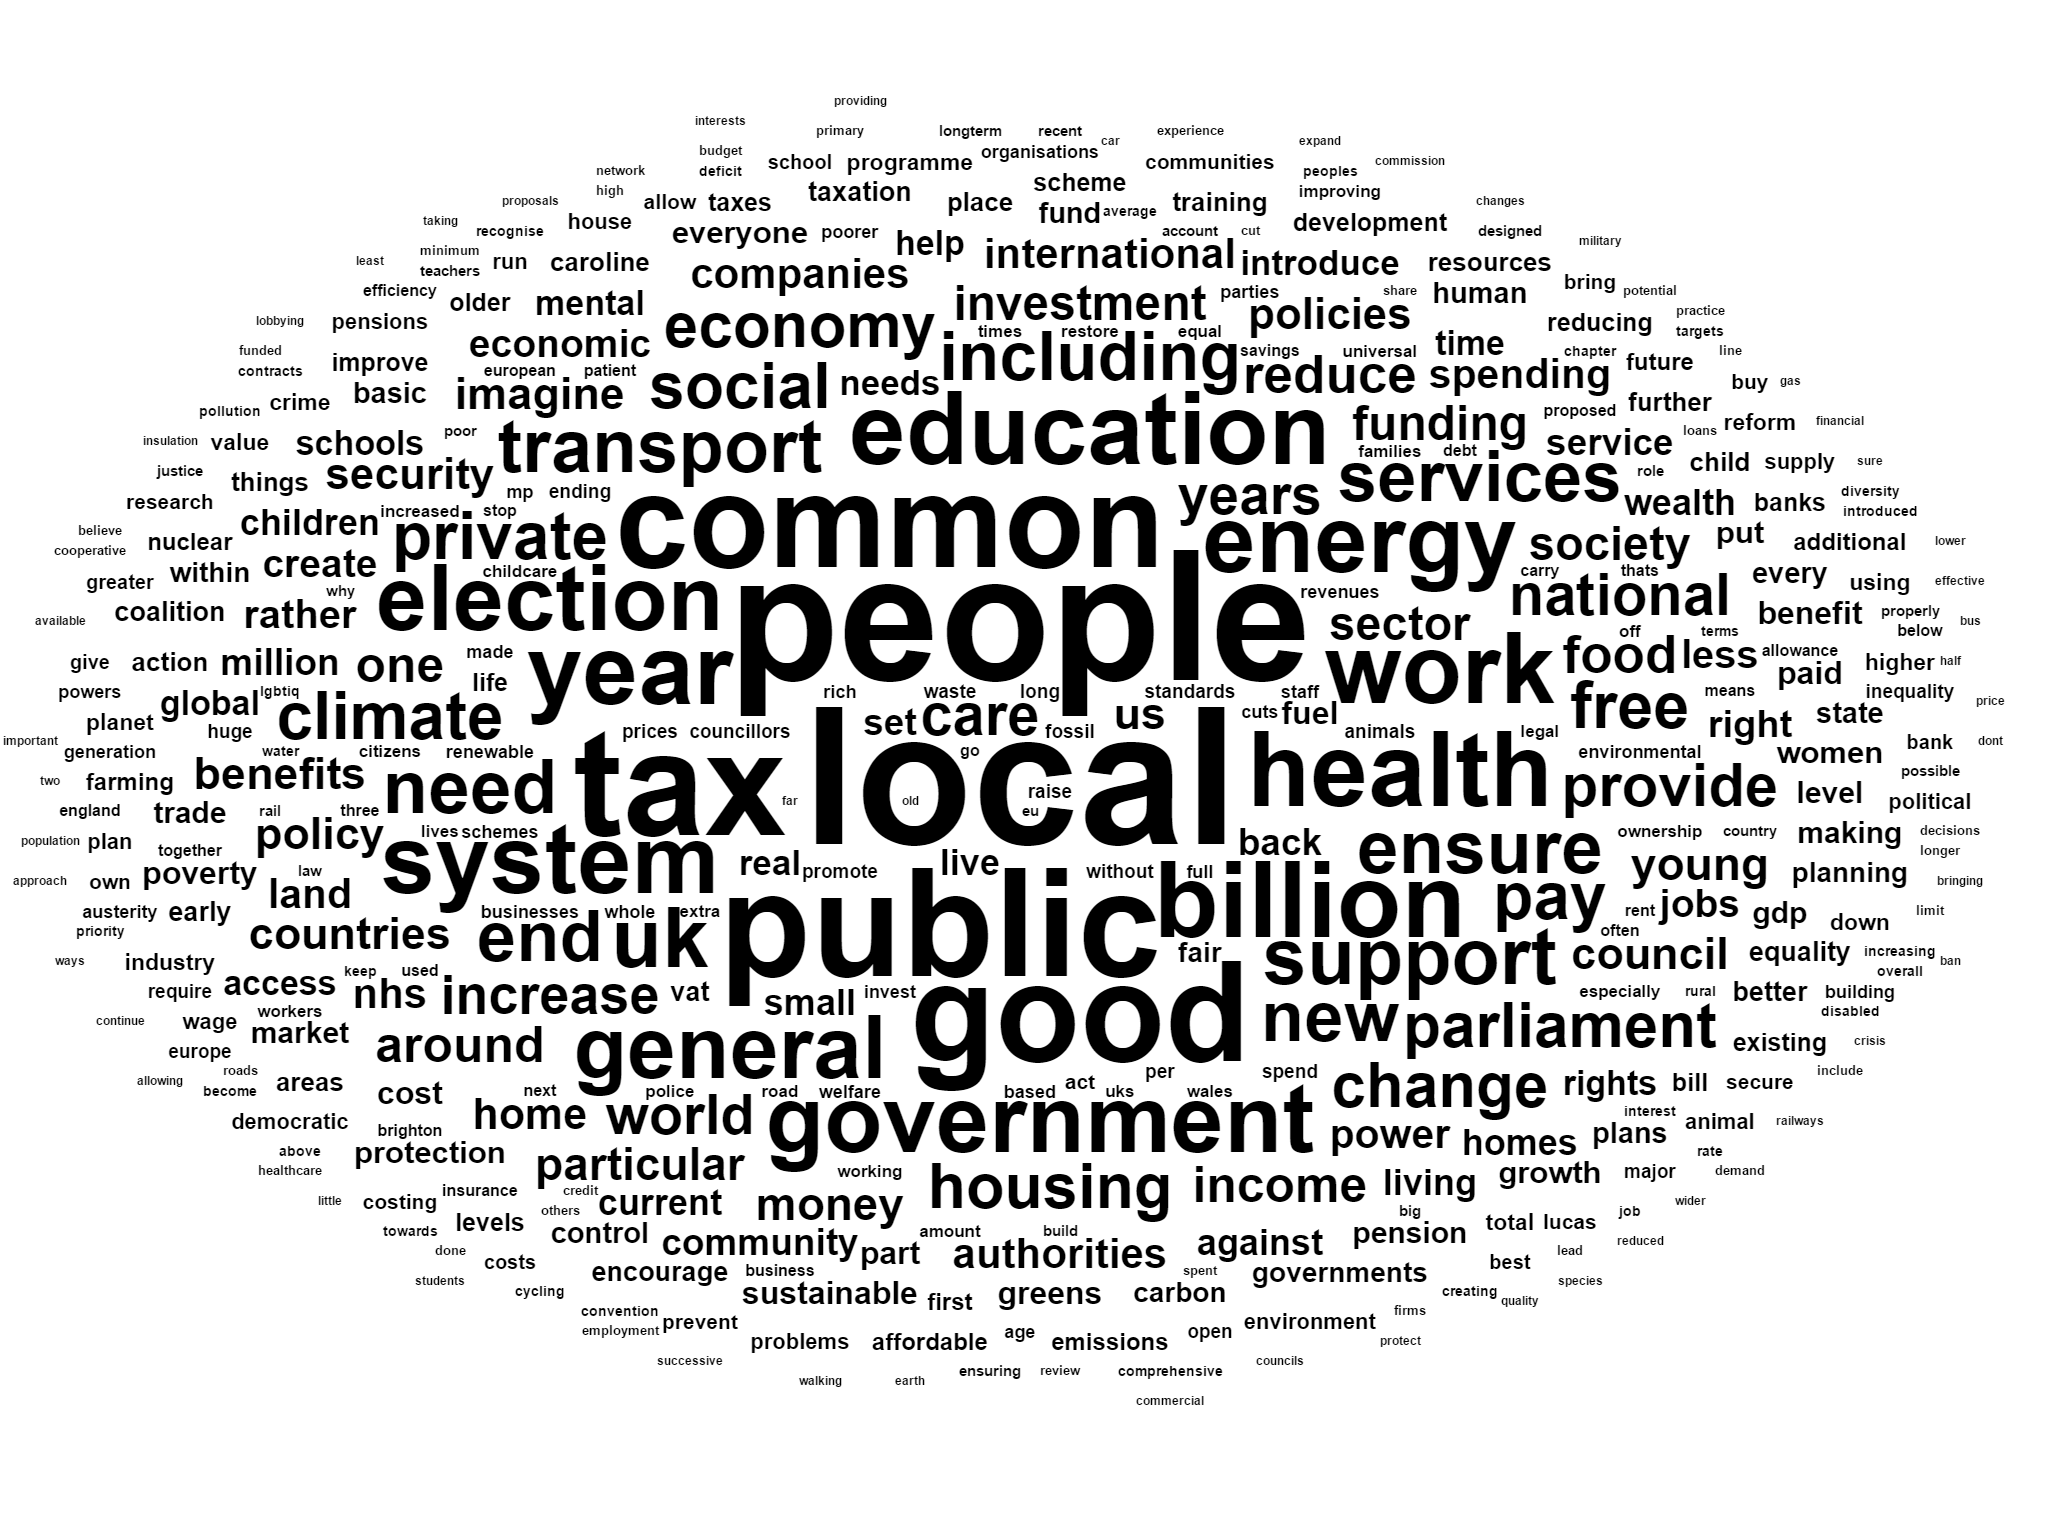 providing
interests primary longterm recent car experience expand
budget deficit school programme organisations communities peoples commission
network high allow taxes taxation place scheme fund average training improving
proposals taking recognise house everyone poorer help international account cut development changes designed
least minimum teachers run caroline companies introduce resources military
efficiency older mental investment parties policies share human bring potential
lobbying pensions economy times restore equal reducing practice targets
funded contracts improve economic european patient including savings universal time chapter future line
pollution crime basic imagine social needs reduce spending buy gas
insulation value schools poor transport education funding proposed further loans reform financial
justice things security mp ending families debt service role child supply sure
research children increased stop private common years services wealth banks diversity introduced
believe cooperative nuclear create energy society put additional lower
greater within childcare why election people revenues carry thats national every using effective
available coalition rather sector off terms benefit properly below bus
give action million one made life year work food less allowance paid higher half
powers global lgbtiq climate rich waste long standards staff free means inequality price
planet huge prices councillors set care fossil us cuts fuel animals legal right state
important generation water citizens renewable go environmental women bank dont
two farming benefits need tax far local old raise eu health provide level possible political
england trade rail three policy lives schemes system back ensure ownership country making decisions
population plan together real promote live without full young longer
approach own poverty law land public billion pay planning bringing
austerity early businesses whole extra rent jobs gdp down limit
priority countries end uk fair support often council equality increasing ban
ways industry access keep used nhs increase vat small invest good especially rural better overall building
require wage workers market general new parliament existing disabled
continue europe around crisis
allowing roads become areas cost next police road welfare based act uks per wales spend change rights bill secure include
democratic brighton home world government power homes interest plans animal railways
above healthcare protection particular working housing income living growth major rate demand
little costing insurance credit current money wider
towards levels others control community part amount build authorities against big pension total lucas job reduced
done students costs encourage business spent governments best lead species
cycling sustainable first greens carbon creating quality
convention employment prevent problems affordable age emissions open environment firms protect
successive walking earth ensuring review comprehensive councils
commercial